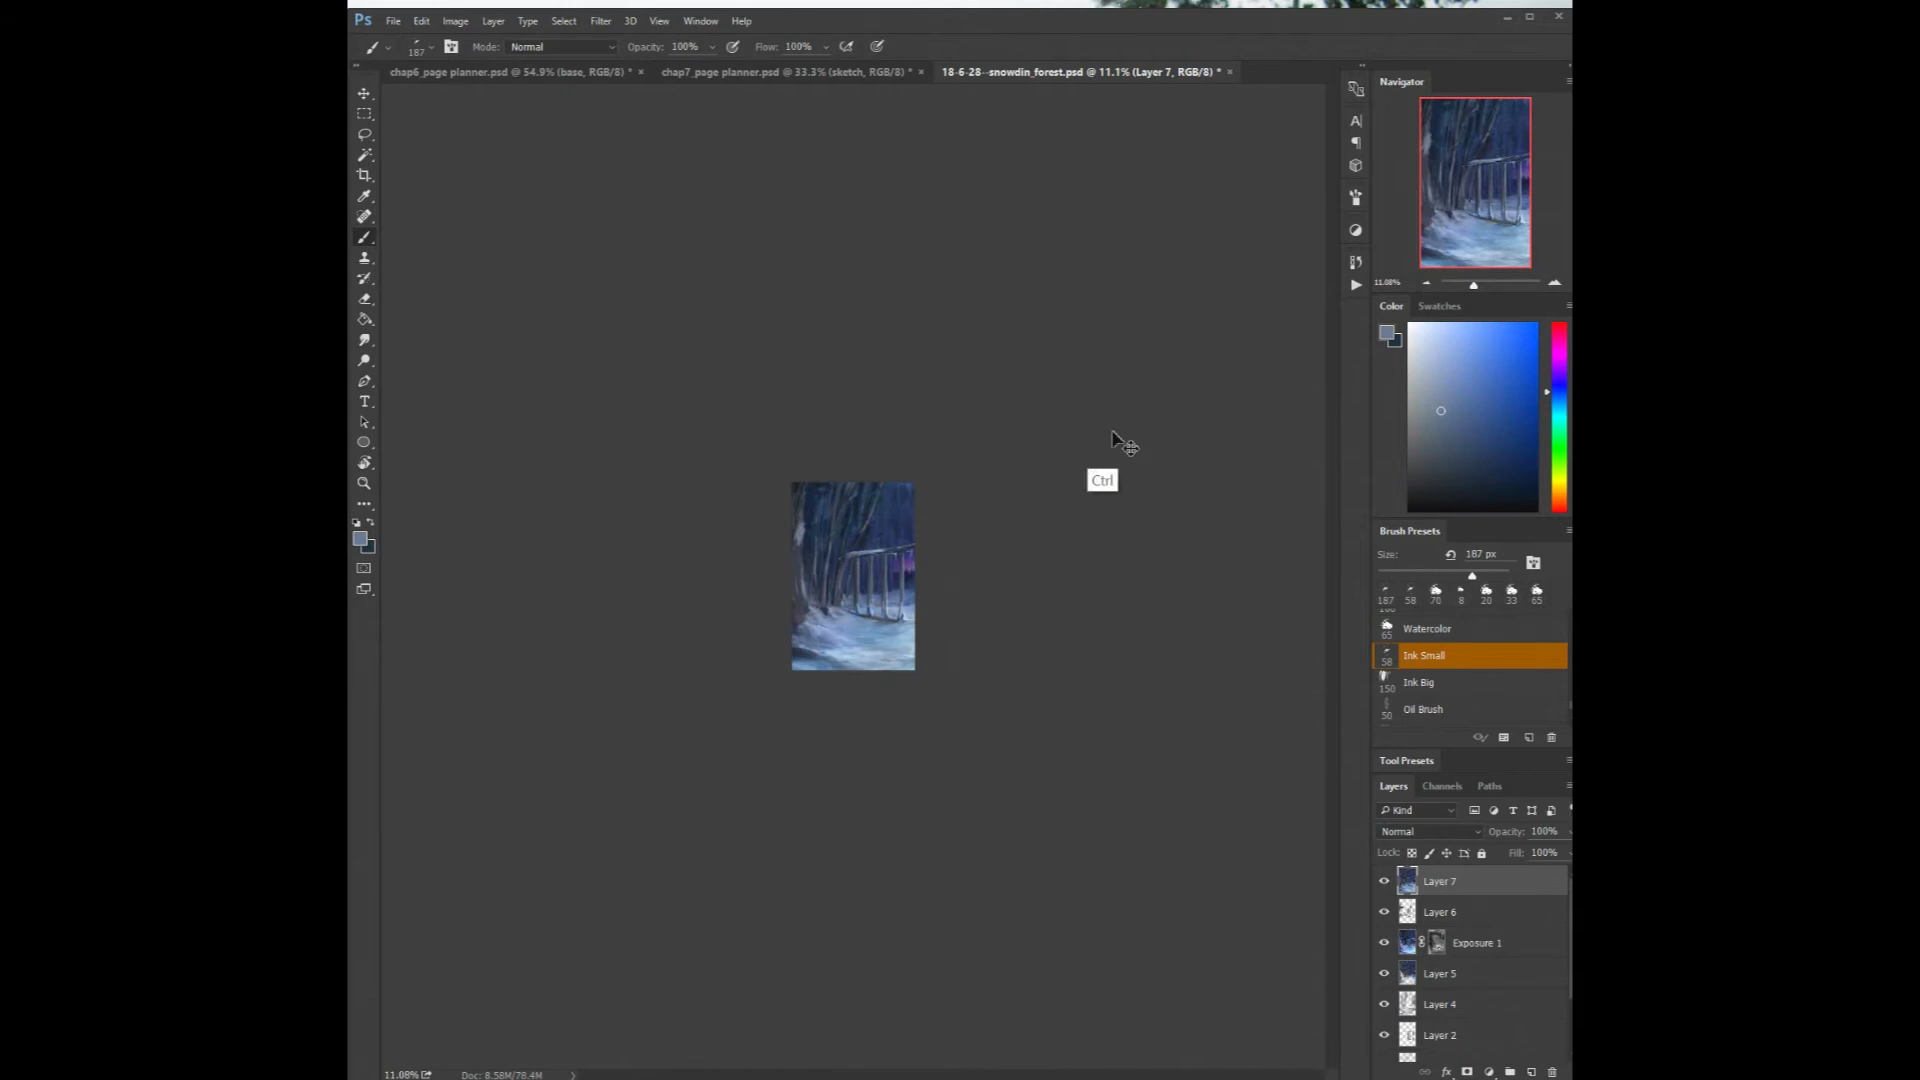 Ps File Edit Image Layer Type Select Filter 3D View Window Help
187 Mode: Normal Opacity: 100% Flow: 100%
chap6_page planner.psd @ 54.9% (base, RGB/8) * × chap7_page planner.psd @ 33.3% (sketch, RGB/8) * × 18-6-28--snowdin_forest.psd @ 11.1% (Layer 7, RGB/8) * ×
Navigator
11.08%
Color Swatches
Ctrl
Brush Presets
Size: 187 px
187 58 70 8 20 33 65
65 Watercolor
58 Ink Small
150 Ink Big
50 Oil Brush
Tool Presets
Layers Channels Paths
Kind
Normal Opacity: 100%
Lock: Fill: 100%
Layer 7
Layer 6
Exposure 1
Layer 5
Layer 4
Layer 2
11.08% Doc: 8.58M/78.4M